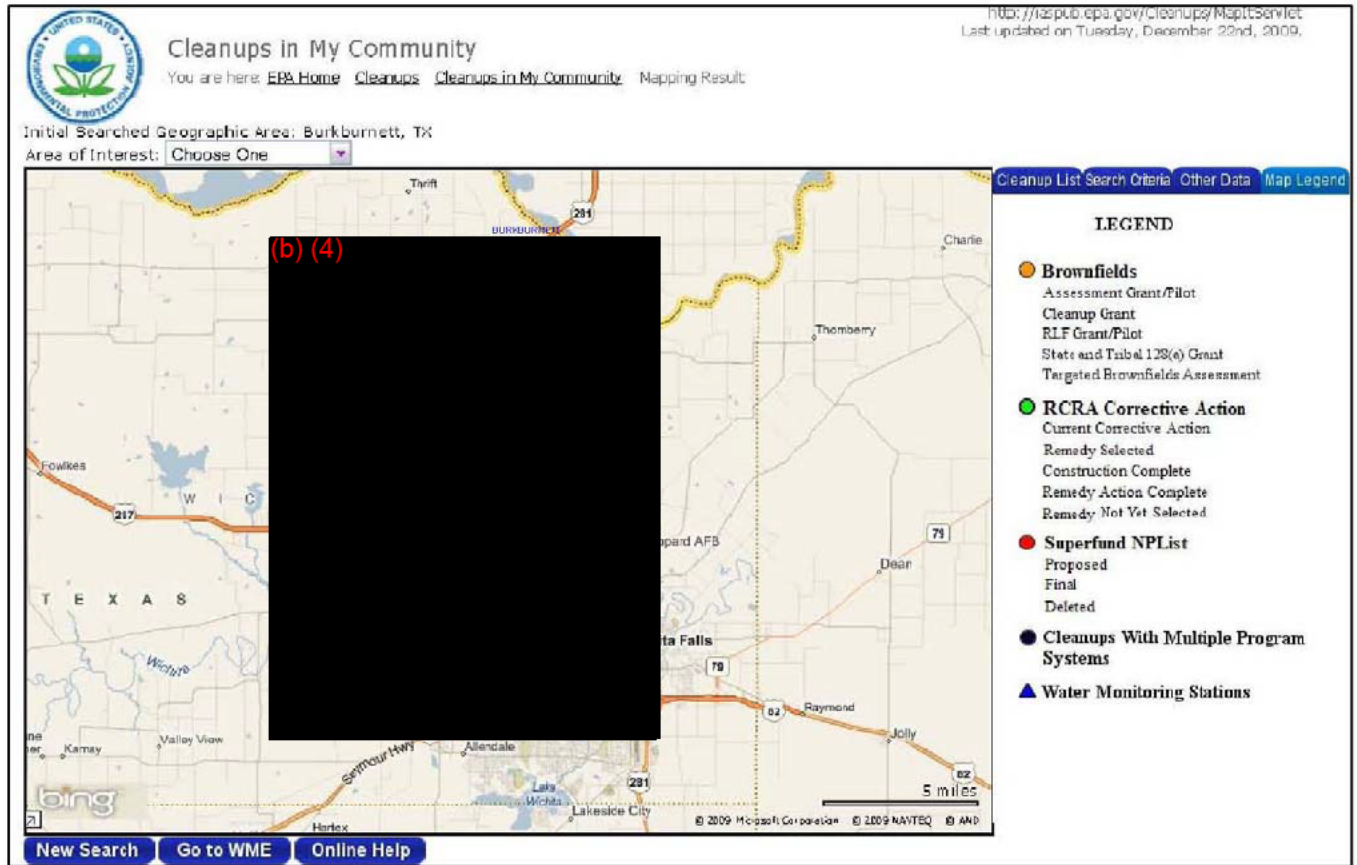 http://iaspub.epa.gov/Cleanups/MapItServlet
Last updated on Tuesday, December 22nd, 2009.
UNITED STATES
ENVIRONMENTAL PROTECTION AGENCY
Cleanups in My Community
You are here: EPA Home Cleanups Cleanups in My Community Mapping Result
Initial Searched Geographic Area: Burkburnett, TX
Area of Interest: Choose One
Cleanup List Search Criteria Other Data Map Legend
Thrift
281
BURKBURNETT
Charlie
(b) (4)
Thornberry
Fowlkes
W I C
287
79
ppard AFB
Dean
T E X A S
ita Falls
Wichita
79
82
Raymond
Kamay
Valley View
Seymour Hwy
Allendale
Jolly
82
281
5 miles
bing
Lake
Wichita
Lakeside City
© 2009 Microsoft Corporation © 2009 NAVTEQ © AND
LEGEND
Brownfields
Assessment Grant/Pilot
Cleanup Grant
RLF Grant/Pilot
State and Tribal 128(a) Grant
Targeted Brownfields Assessment
RCRA Corrective Action
Current Corrective Action
Remedy Selected
Construction Complete
Remedy Action Complete
Remedy Not Yet Selected
Superfund NPList
Proposed
Final
Deleted
Cleanups With Multiple Program
Systems
Water Monitoring Stations
New Search Go to WME Online Help